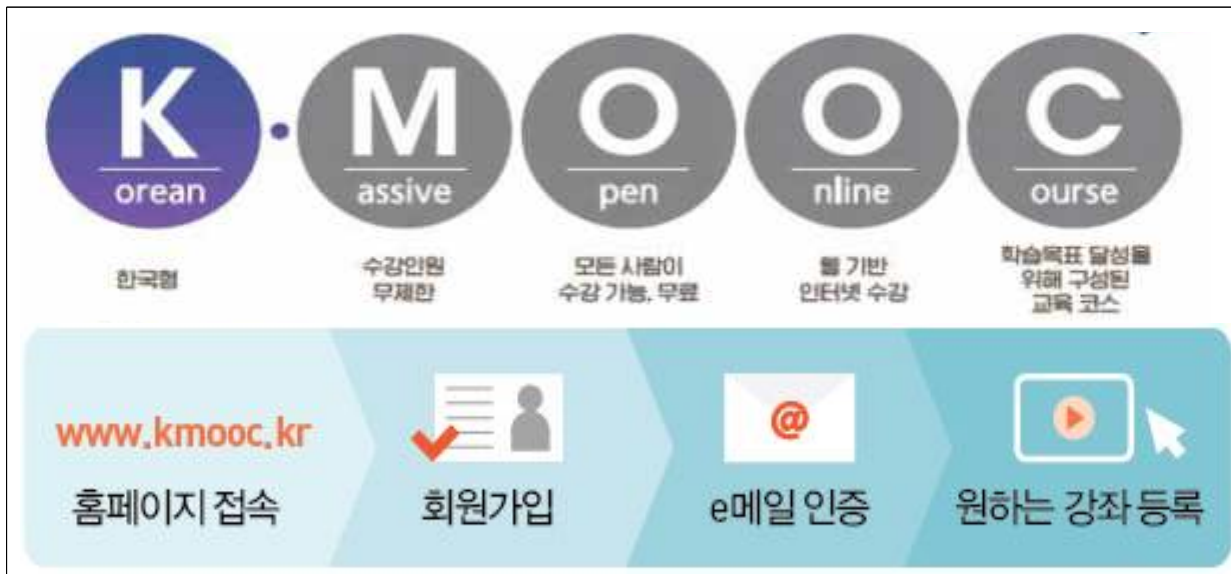 K · M O O C
orean assive pen nline ourse
한국형
수강인원
무제한
모든 사람이
수강 가능, 무료
웹 기반
인터넷 수강
학습목표 달성을
위해 구성된
교육 코스
www.kmooc.kr
홈페이지 접속
회원가입
@
e메일 인증
원하는 강좌 등록